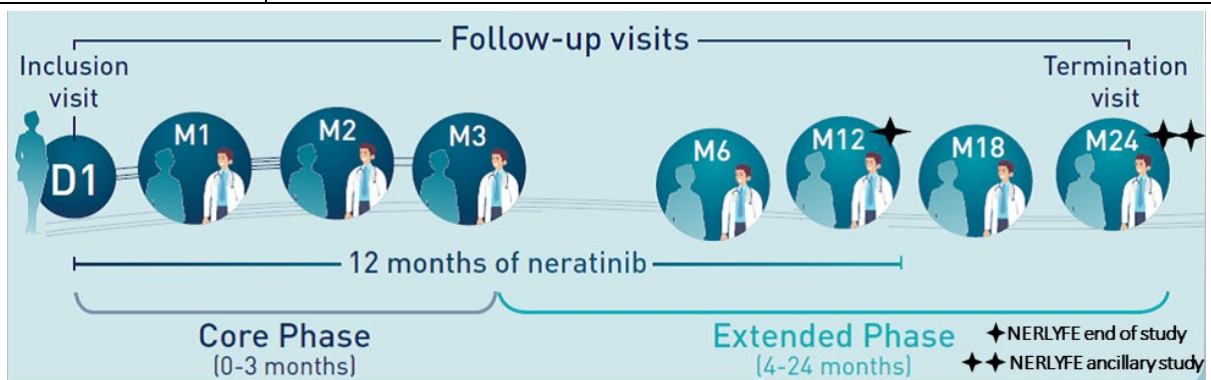 Follow-up visits
Inclusion
visit
Termination
visit
D1
M1
M2
M3
M6
M12
M18
M24
12 months of neratinib
Core Phase
(0-3 months)
Extended Phase
(4-24 months)
NERLYFE end of study
NERLYFE ancillary study